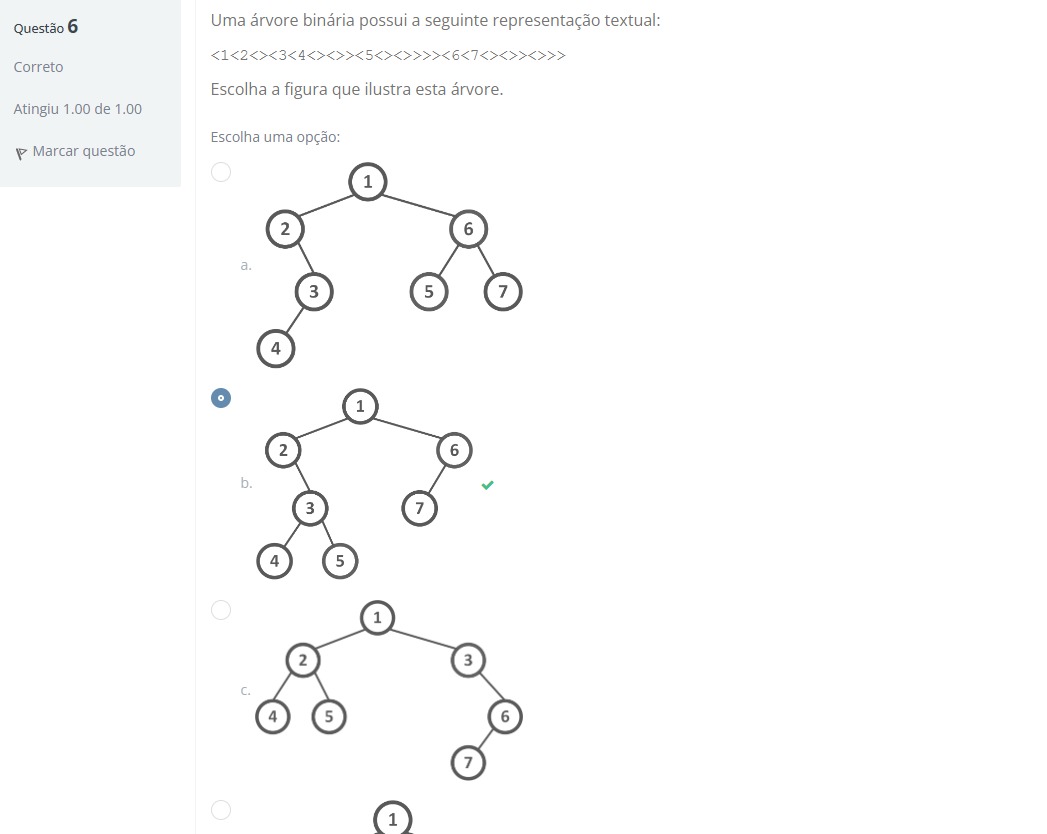 Questão 6
Correto
Atingiu 1.00 de 1.00
Marcar questão
Uma árvore binária possui a seguinte representação textual:
<1<2<><3<4<><>><5<><>>>><6<7<><>><>>>
Escolha a figura que ilustra esta árvore.
Escolha uma opção:
a.
1
2 6
3 5 7
4
b.
1
2 6
3 7
4 5
c.
1
2 3
4 5 6
7
1